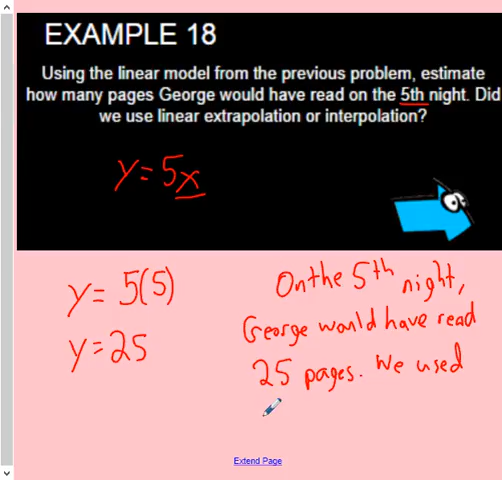 EXAMPLE 18
Using the linear model from the previous problem, estimate
how many pages George would have read on the 5th night. Did
we use linear extrapolation or interpolation?
y=5x
y=5(5)
y=25
On the 5th night,
George would have read
25 pages. We used
Extend Page